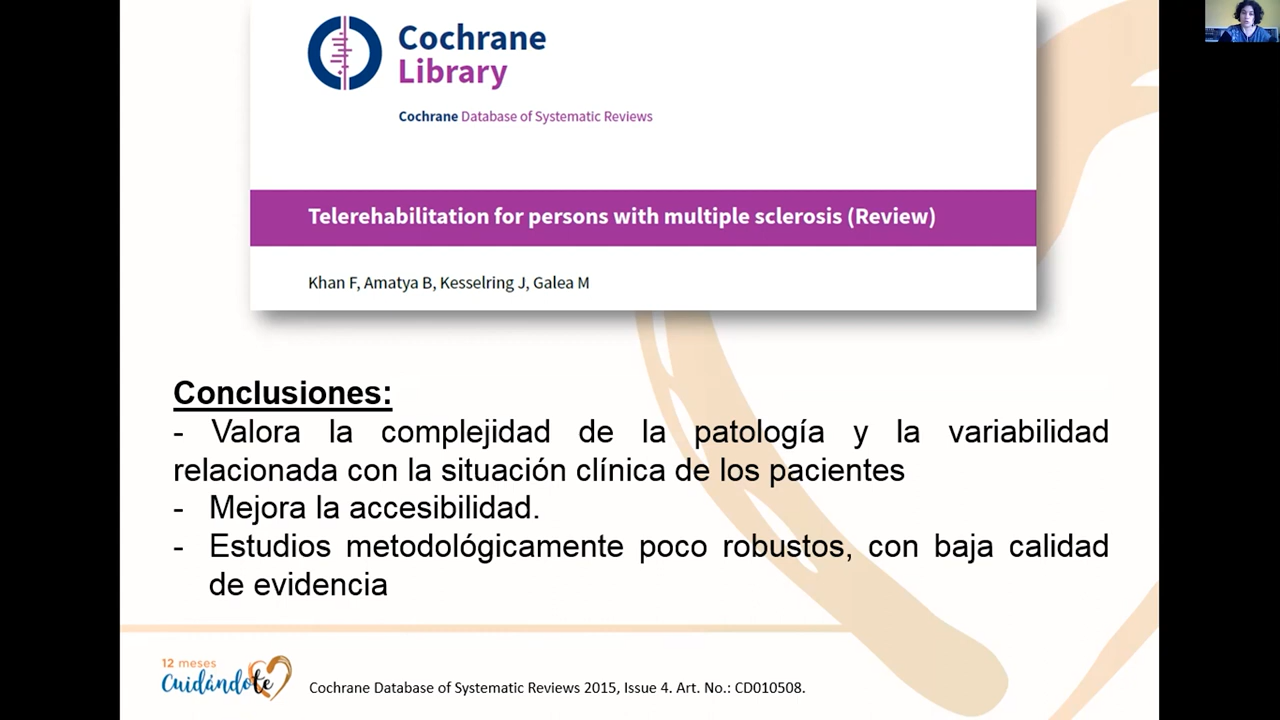 Cochrane
Library
Cochrane Database of Systematic Reviews
Telerehabilitation for persons with multiple sclerosis (Review)
Khan F, Amatya B, Kesselring J, Galea M
Conclusiones:
- Valora la complejidad de la patología y la variabilidad
relacionada con la situación clínica de los pacientes
- Mejora la accesibilidad.
- Estudios metodológicamente poco robustos, con baja calidad
de evidencia
12 meses
Cuidándote
Cochrane Database of Systematic Reviews 2015, Issue 4. Art. No.: CD010508.